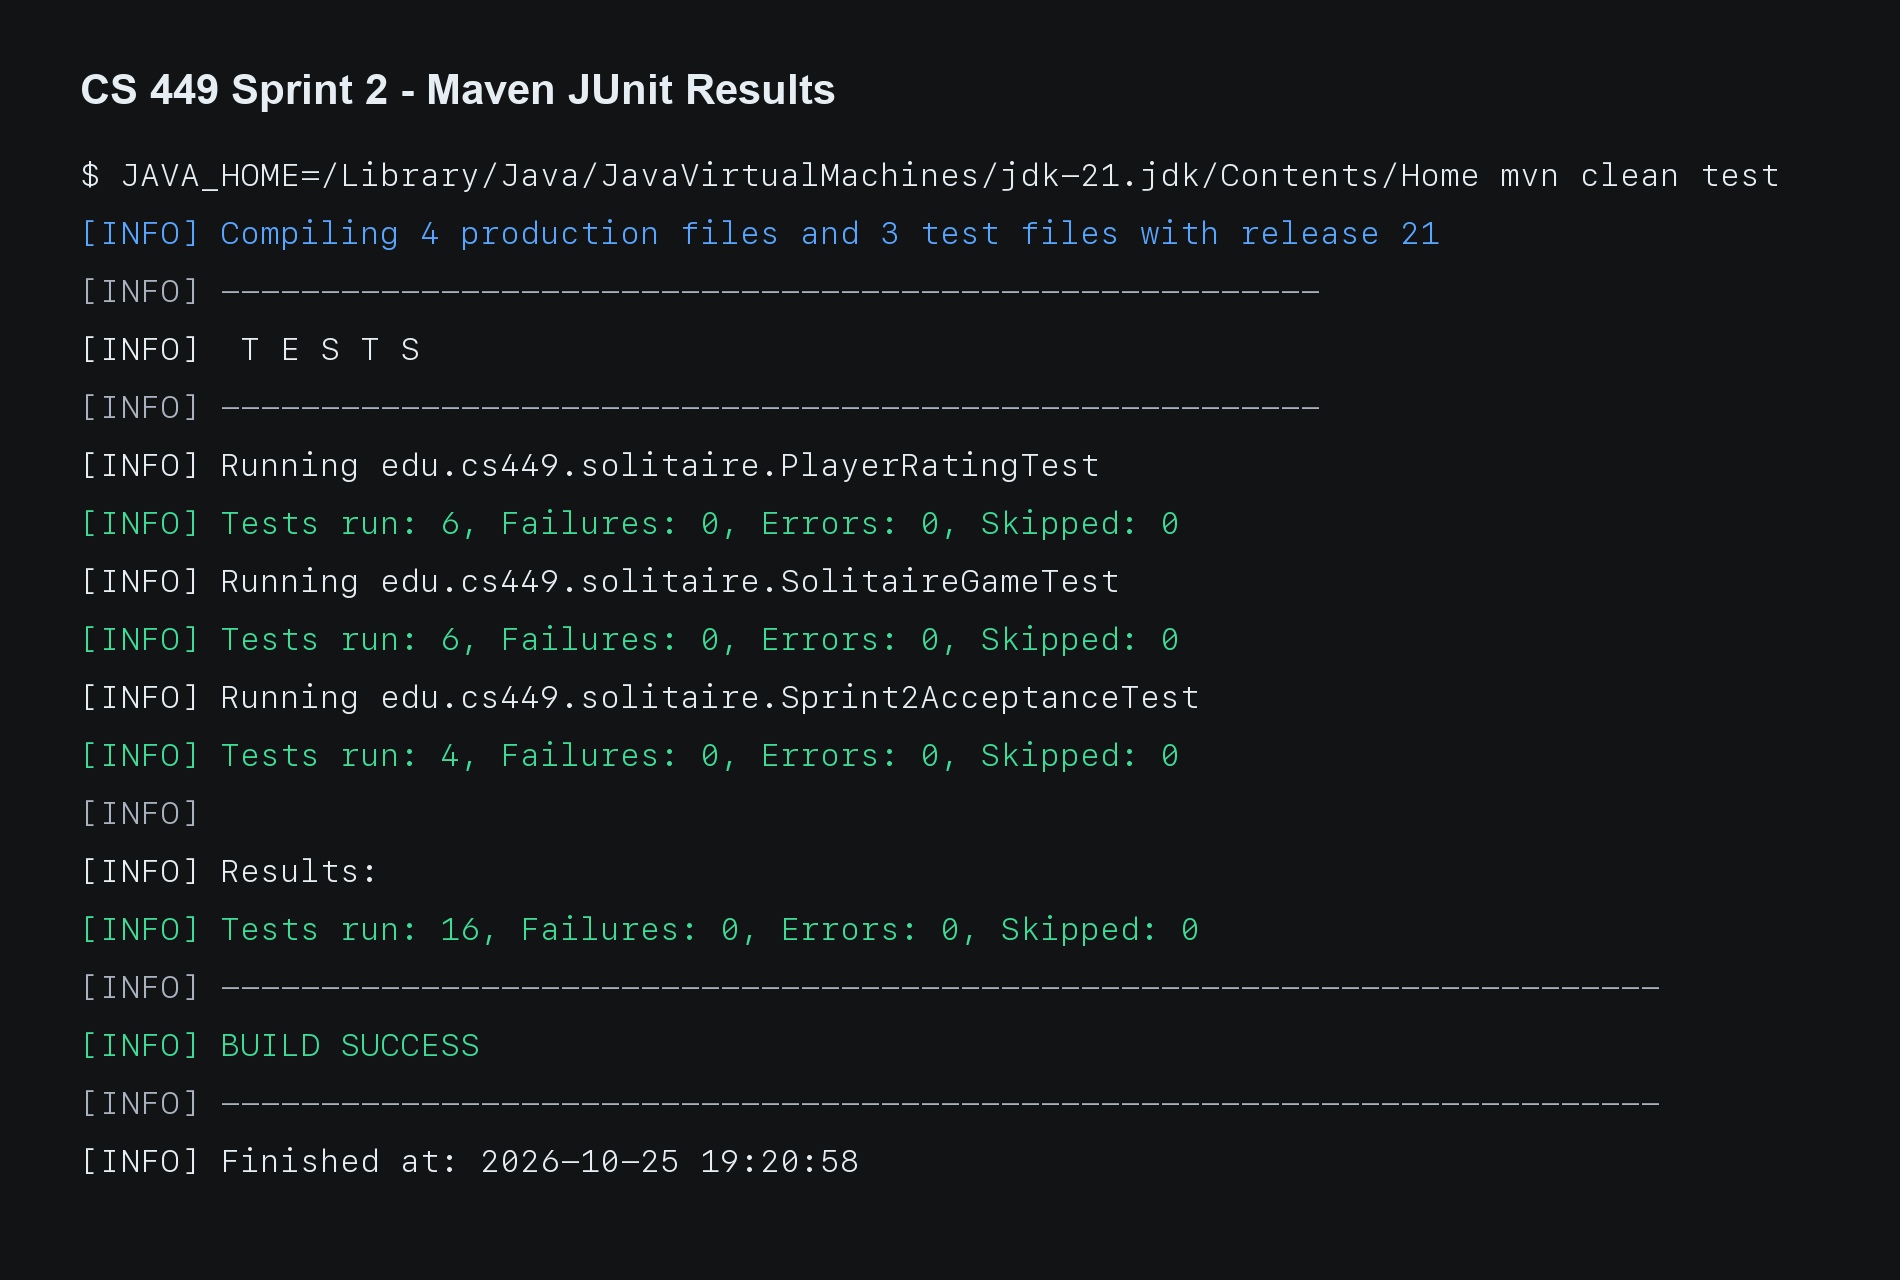 CS 449 Sprint 2 - Maven JUnit Results
$ JAVA_HOME=/Library/Java/JavaVirtualMachines/jdk-21.jdk/Contents/Home mvn clean test
[INFO] Compiling 4 production files and 3 test files with release 21
[INFO] -------------------------------------------------------
[INFO]  T E S T S
[INFO] -------------------------------------------------------
[INFO] Running edu.cs449.solitaire.PlayerRatingTest
[INFO] Tests run: 6, Failures: 0, Errors: 0, Skipped: 0
[INFO] Running edu.cs449.solitaire.SolitaireGameTest
[INFO] Tests run: 6, Failures: 0, Errors: 0, Skipped: 0
[INFO] Running edu.cs449.solitaire.Sprint2AcceptanceTest
[INFO] Tests run: 4, Failures: 0, Errors: 0, Skipped: 0
[INFO]
[INFO] Results:
[INFO] Tests run: 16, Failures: 0, Errors: 0, Skipped: 0
[INFO] ------------------------------------------------------------------------
[INFO] BUILD SUCCESS
[INFO] ------------------------------------------------------------------------
[INFO] Finished at: 2026-10-25 19:20:58